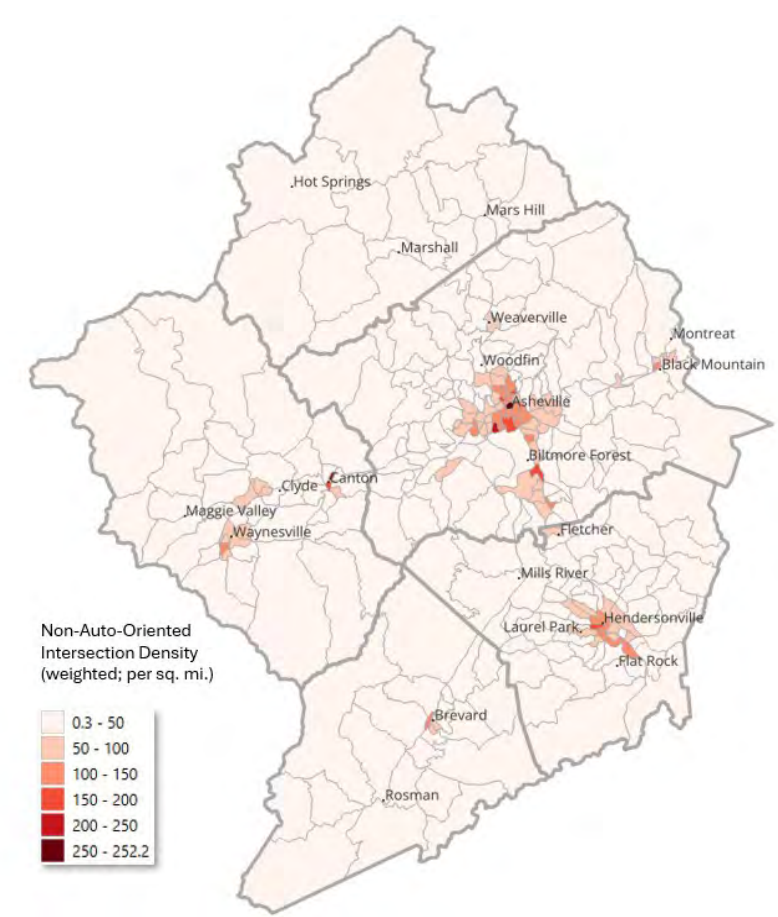 Hot Springs
Mars Hill
Marshall
Weaverville
Montreat
Woodfin
Black Mountain
Asheville
Biltmore Forest
Canton
Clyde
Maggie Valley
Waynesville
Fletcher
Mills River
Hendersonville
Laurel Park
Flat Rock
Brevard
Rosman
Non-Auto-Oriented
Intersection Density
(weighted; per sq. mi.)
0.3 - 50
50 - 100
100 - 150
150 - 200
200 - 250
250 - 252.2